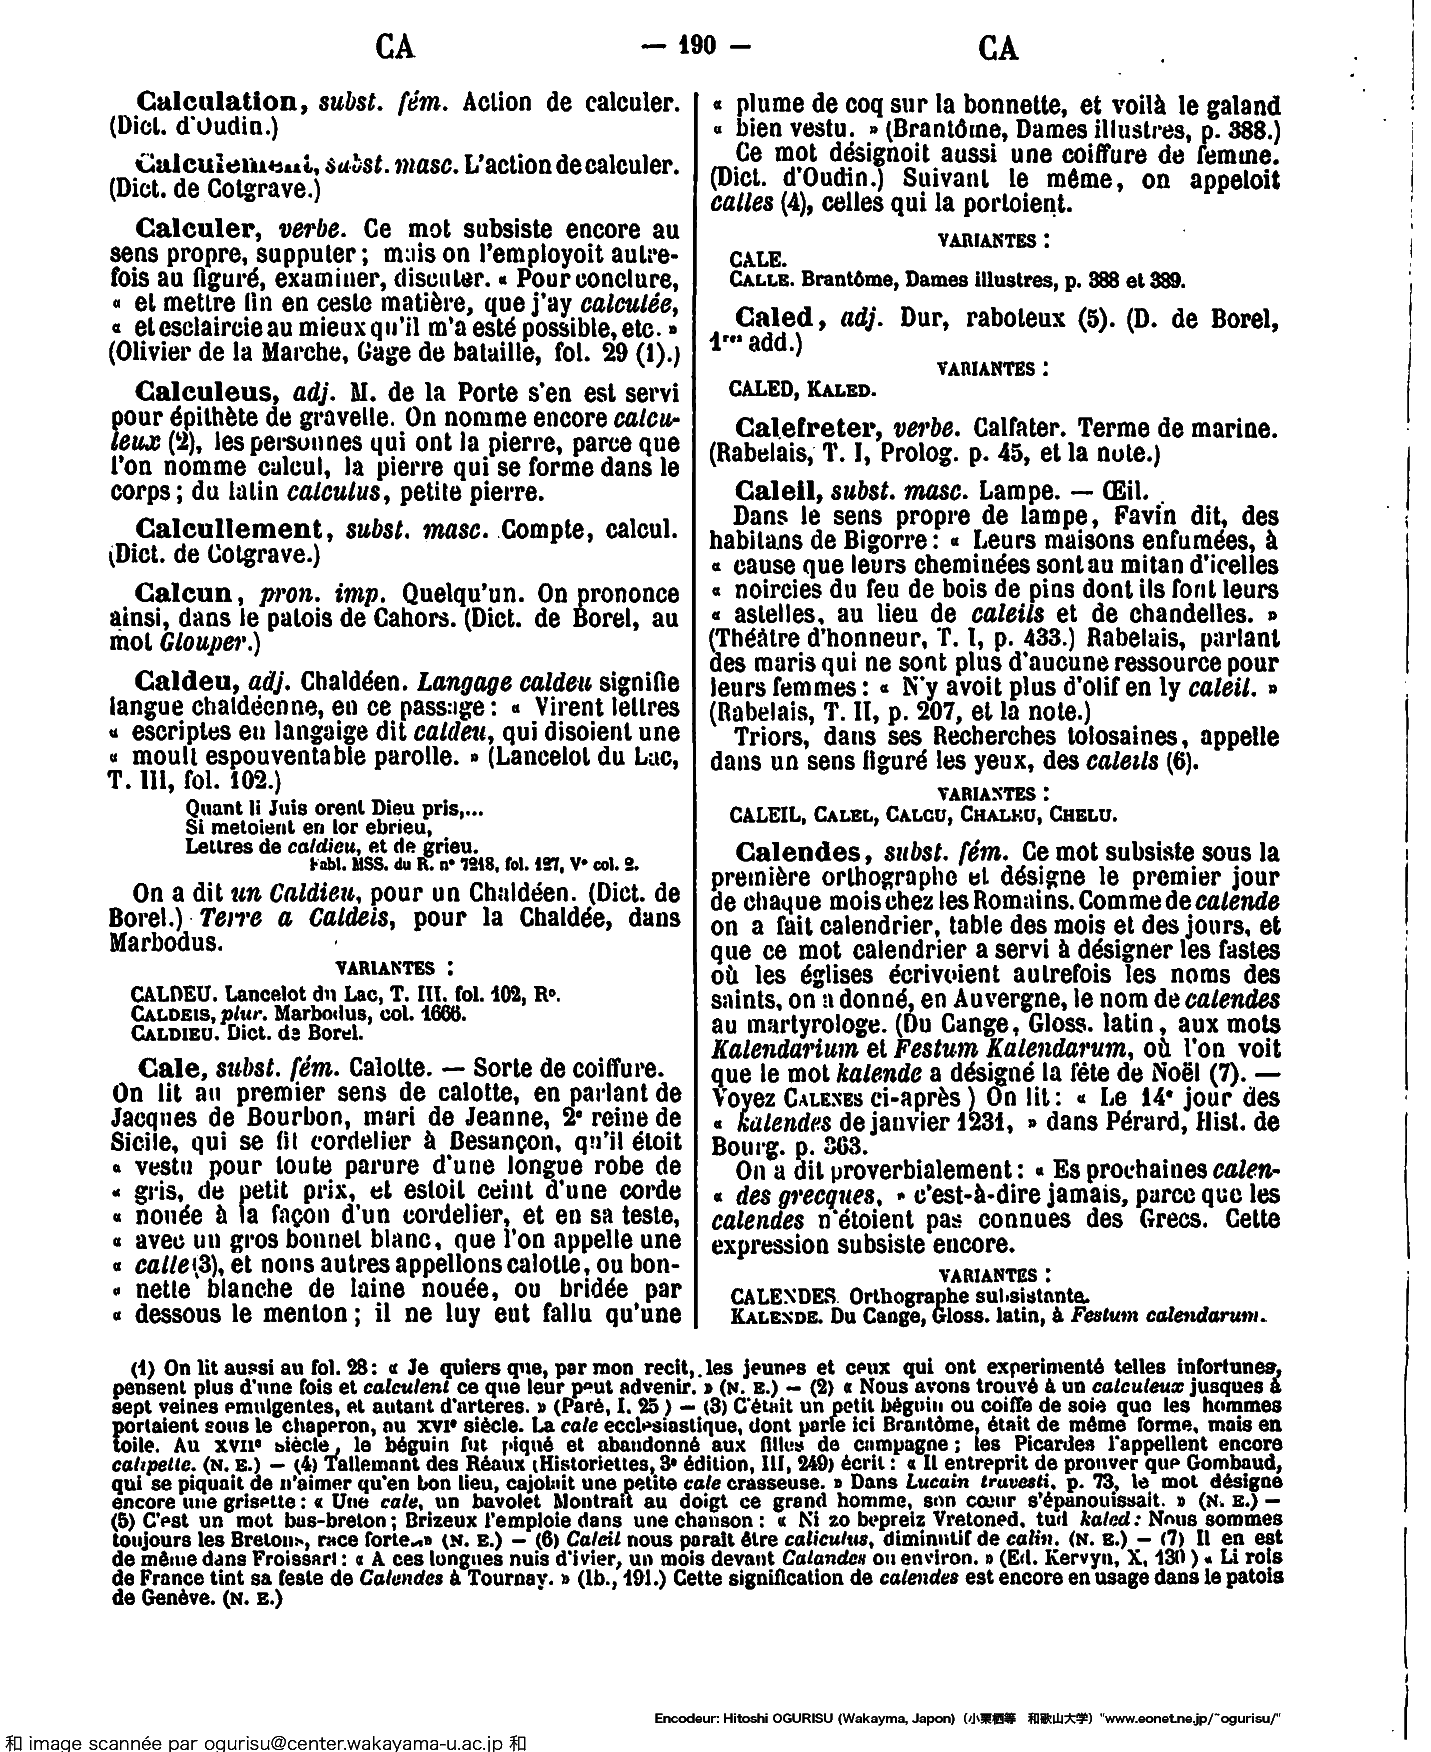 CA — 190 — CA
Calculation, subst. fém. Action de calculer.
(Dict. d'Oudin.)
Calculement, subst. masc. L'action de calculer.
(Dict. de Cotgrave.)
Calculer, verbe. Ce mot subsiste encore au
sens propre, supputer; mais on l'employoit autre-
fois au figuré, examiner, discuter. « Pour conclure,
« et mettre fin en ceste matière, que j'ay calculée,
« et esclaircie au mieux qu'il m'a esté possible, etc. »
(Olivier de la Marche, Gage de bataille, fol. 29 (1).)
Calculeus, adj. M. de la Porte s'en est servi
pour épithète de gravelle. On nomme encore calcu-
leux (2), les personnes qui ont la pierre, parce que
l'on nomme calcul, la pierre qui se forme dans le
corps; du latin calculus, petite pierre.
Calcullement, subst. masc. Compte, calcul.
(Dict. de Cotgrave.)
Calcun, pron. imp. Quelqu'un. On prononce
ainsi, dans le patois de Cahors. (Dict. de Borel, au
mot Glouper.)
Caldeu, adj. Chaldéen. Langage caldeu signifie
langue chaldéenne, en ce passage: « Virent lettres
« escriptes en langaige dit caldeu, qui disoient une
« moult espouventable parolle. » (Lancelot du Lac,
T. III, fol. 102.)
Quant li Juis orent Dieu pris,...
Si metoient en lor ebrieu,
Lettres de caldieu, et de grieu.
Fabl. MSS. du R. n° 7218, fol. 127, V° col. 2.
On a dit un Caldieu, pour un Chaldéen. (Dict. de
Borel.) Terre a Caldeis, pour la Chaldée, dans
Marbodus.
VARIANTES :
CALDEU. Lancelot du Lac, T. III. fol. 102, R°.
CALDEIS, plur. Marbodus, col. 1666.
CALDIEU. Dict. de Borel.
Cale, subst. fém. Calotte. — Sorte de coiffure.
On lit au premier sens de calotte, en parlant de
Jacques de Bourbon, mari de Jeanne, 2e reine de
Sicile, qui se fit cordelier à Besançon, qu'il étoit
« vestu pour toute parure d'une longue robe de
« gris, de petit prix, et estoit ceint d'une corde
« nouée à la façon d'un cordelier, et en sa teste,
« avec un gros bonnet blanc, que l'on appelle une
« calle (3), et nous autres appellons calotte, ou bon-
« nette blanche de laine nouée, ou bridée par
« dessous le menton; il ne luy eut fallu qu'une
« plume de coq sur la bonnette, et voilà le galand
« bien vestu. » (Brantôme, Dames illustres, p. 388.)
Ce mot désignoit aussi une coiffure de femme.
(Dict. d'Oudin.) Suivant le même, on appeloit
calles (4), celles qui la portoient.
VARIANTES :
CALE.
CALLE. Brantôme, Dames illustres, p. 388 et 389.
Caled, adj. Dur, raboteux (5). (D. de Borel,
1res add.)
VARIANTES :
CALED, KALED.
Calefreter, verbe. Calfater. Terme de marine.
(Rabelais, T. I, Prolog. p. 45, et la note.)
Caleil, subst. masc. Lampe. — Œil.
Dans le sens propre de lampe, Favin dit, des
habitans de Bigorre: « Leurs maisons enfumées, à
« cause que leurs cheminées sont au mitan d'icelles
« noircies du feu de bois de pins dont ils font leurs
« astelles, au lieu de caleils et de chandelles. »
(Théâtre d'honneur, T. I, p. 433.) Rabelais, parlant
des maris qui ne sont plus d'aucune ressource pour
leurs femmes: « N'y avoit plus d'olif en ly caleil. »
(Rabelais, T. II, p. 207, et la note.)
Triors, dans ses Recherches tolosaines, appelle
dans un sens figuré les yeux, des caleils (6).
VARIANTES :
CALEIL, CALEL, CALCU, CHALEU, CHELU.
Calendes, subst. fém. Ce mot subsiste sous la
première orthographe et désigne le premier jour
de chaque mois chez les Romains. Comme de calende
on a fait calendrier, table des mois et des jours, et
que ce mot calendrier a servi à désigner les fastes
où les églises écrivoient autrefois les noms des
saints, on a donné, en Auvergne, le nom de calendes
au martyrologe. (Du Cange, Gloss. latin, aux mots
Kalendarium et Festum Kalendarum, où l'on voit
que le mot kalende a désigné la fête de Noël (7). —
Voyez CALENES ci-après) On lit: « Le 14e jour des
« kalendes de janvier 1231, » dans Pérard, Hist. de
Bourg. p. 363.
On a dit proverbialement: « Es prochaines calen-
« des grecques, » c'est-à-dire jamais, parce que les
calendes n'étoient pas connues des Grecs. Cette
expression subsiste encore.
VARIANTES :
CALENDES. Orthographe subsistante.
KALENDE. Du Cange, Gloss. latin, à Festum calendarum.
(1) On lit aussi au fol. 28: « Je quiers que, par mon recit, les jeunes et ceux qui ont experimenté telles infortunes,
pensent plus d'une fois et calculent ce que leur peut advenir. » (N. E.) — (2) « Nous avons trouvé à un calculeux jusques à
sept veines emulgentes, et autant d'arteres. » (Paré, I. 25) — (3) C'était un petit béguin ou coiffe de soie que les hommes
portaient sous le chaperon, au XVIe siècle. La cale ecclesiastique, dont parle ici Brantôme, était de même forme, mais en
toile. Au XVIIe siècle, le béguin fut piqué et abandonné aux filles de campagne; les Picardes l'appellent encore
calipette. (N. E.) — (4) Tallemant des Réaux (Historiettes, 3e édition, III, 249) écrit: « Il entreprit de prouver que Gombaud,
qui se piquait de n'aimer qu'en bon lieu, cajolait une petite cale crasseuse. » Dans Lucain travesti, p. 73, le mot désigne
encore une grisette: « Une cale, un bavolet Montrait au doigt ce grand homme, son cœur s'épanouissait. » (N. E.) —
(5) C'est un mot bas-breton; Brizeux l'emploie dans une chanson: « Ni zo bepreiz Vretoned, tud kaled: Nous sommes
toujours les Bretons, race forte. » (N. E.) — (6) Caleil nous paraît être caliculus, diminutif de calix. (N. E.) — (7) Il en est
de même dans Froissart: « A ces longues nuis d'ivier, un mois devant Calandes ou environ. » (Ed. Kervyn, X, 130) « Li rois
de France tint sa feste de Calendes à Tournay. » (Ib., 191.) Cette signification de calendes est encore en usage dans le patois
de Genève. (N. E.)
Encodeur: Hitoshi OGURISU (Wakayma, Japon) (小栗栖等 和歌山大学) "www.eonet.ne.jp/~ogurisu/"
和 image scannée par ogurisu@center.wakayama-u.ac.jp 和